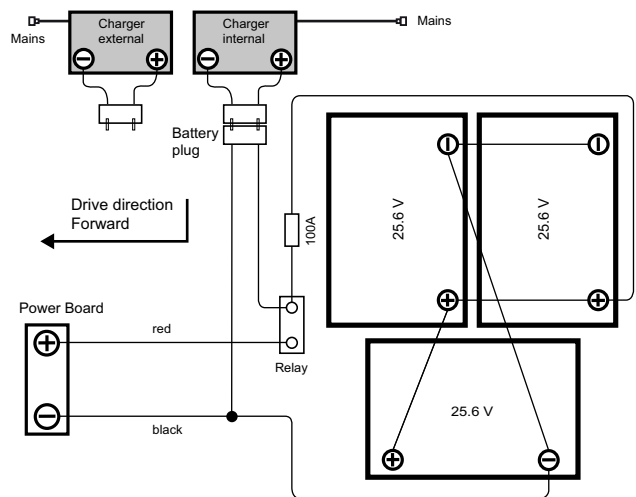 Mains
Charger
external
Charger
internal
Mains
Battery
plug
Drive direction
Forward
100A
25.6 V
25.6 V
Power Board
red
Relay
25.6 V
black